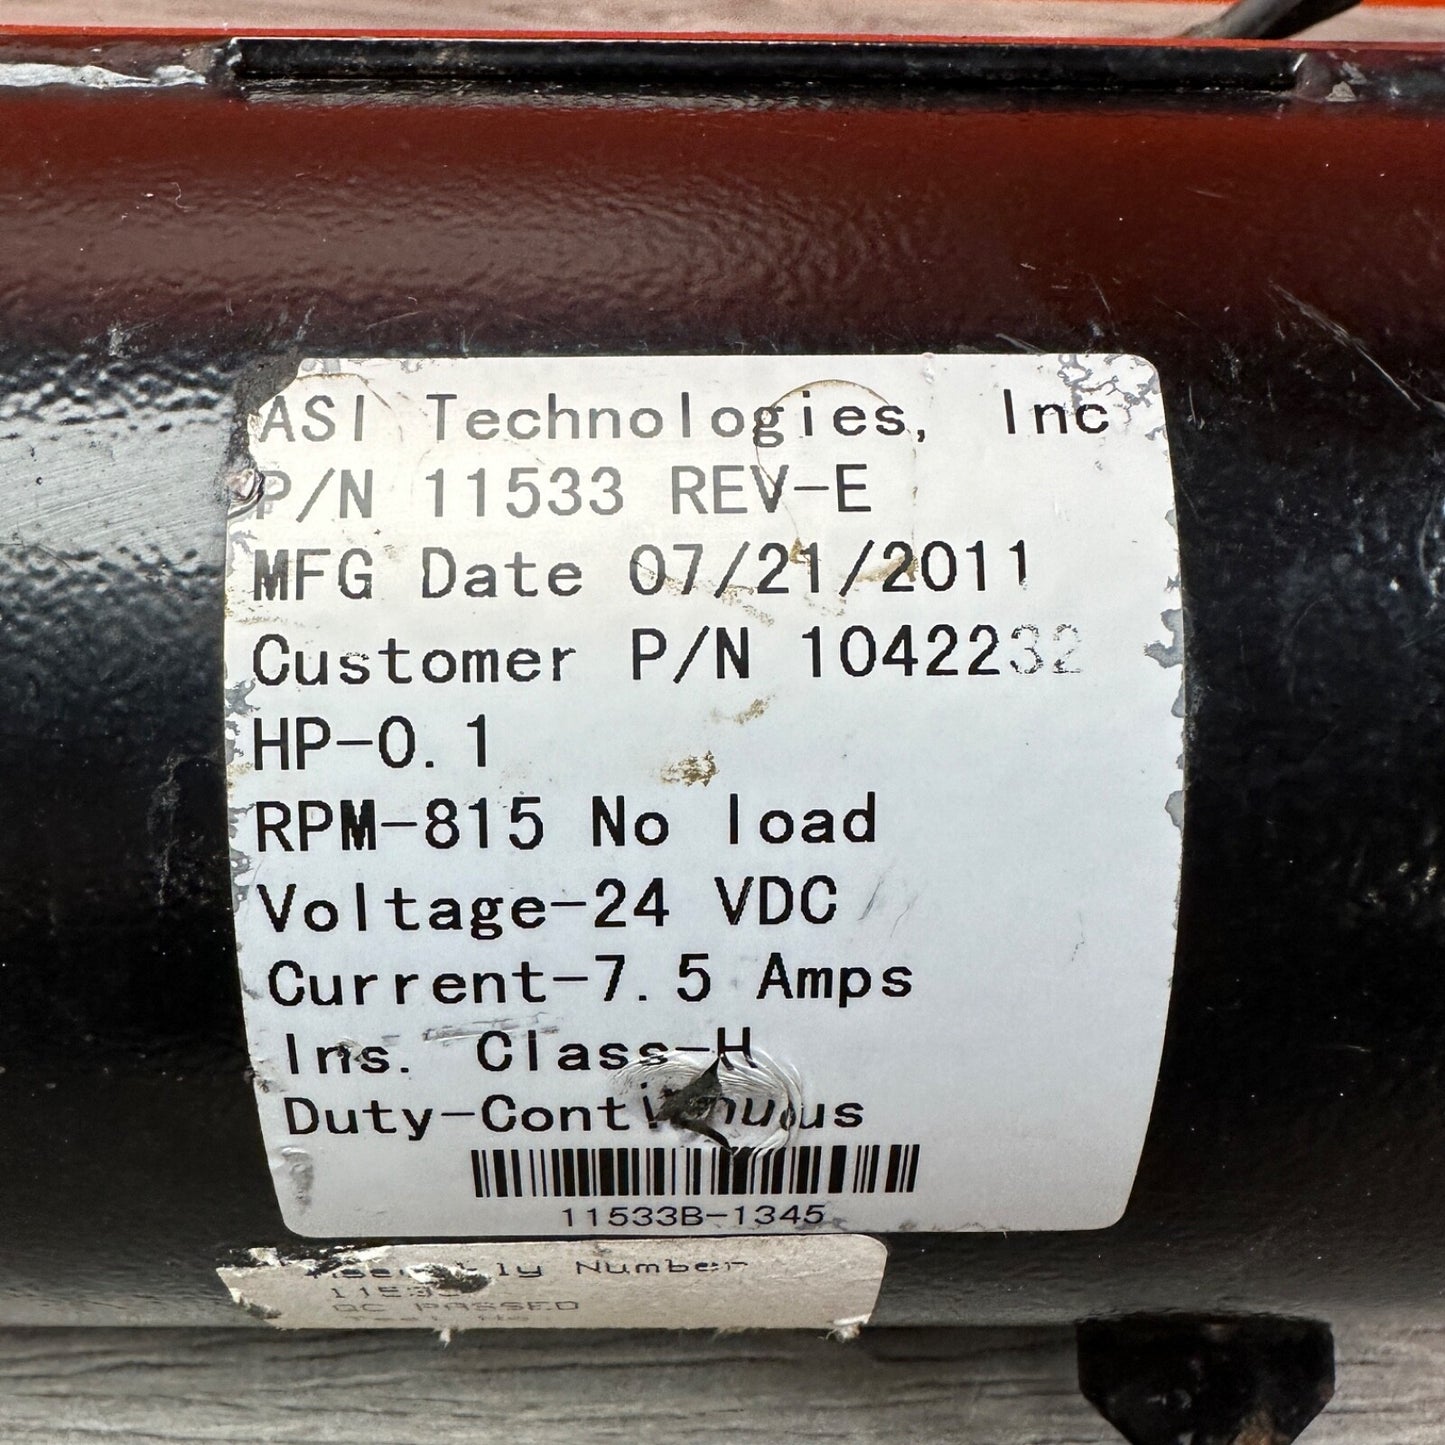 ASI Technologies, Inc
P/N 11533 REV-E
MFG Date 07/21/2011
Customer P/N 1042232
HP-0.1
RPM-815 No load
Voltage-24 VDC
Current-7.5 Amps
Ins. Class-H
Duty-Continuous
11533B-1345
Number
QC PASSED